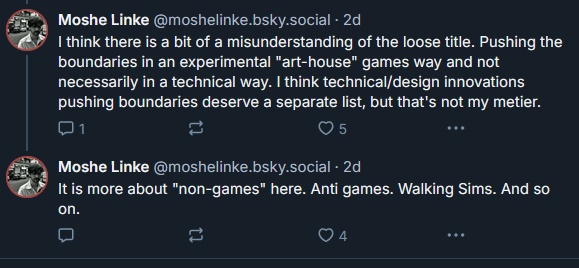 Moshe Linke @moshelinke.bsky.social · 2d
I think there is a bit of a misunderstanding of the loose title. Pushing the
boundaries in an experimental "art-house" games way and not
necessarily in a technical way. I think technical/design innovations
pushing boundaries deserve a separate list, but that's not my metier.
1 5
Moshe Linke @moshelinke.bsky.social · 2d
It is more about "non-games" here. Anti games. Walking Sims. And so
on.
4